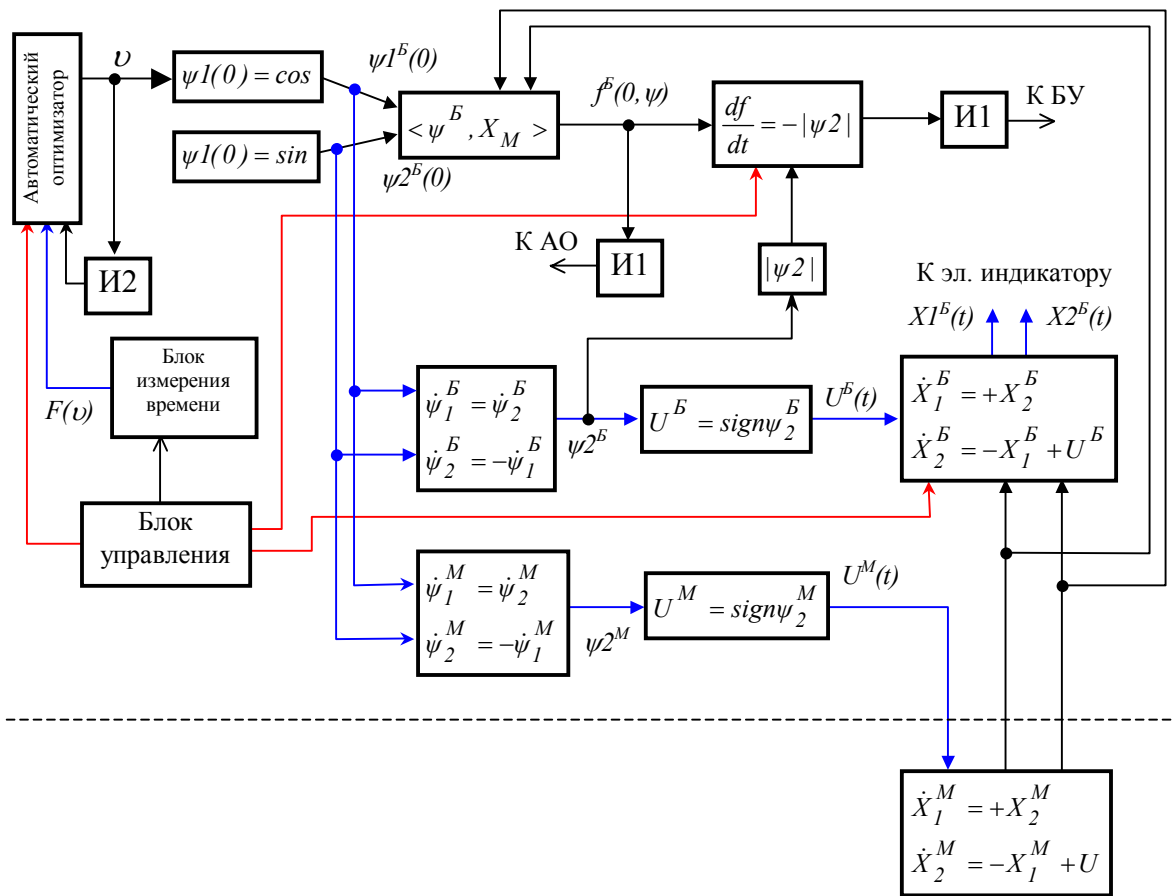 Автоматический
оптимизатор
υ
ψ1(0) = cos
ψ1^Б(0)
ψ1(0) = sin
ψ2^Б(0)
< ψ^Б, X_M >
f^Б(0, ψ)
df/dt = −|ψ2|
И1
К БУ
К АО
И1
|ψ2|
И2
К эл. индикатору
X1^Б(t)
X2^Б(t)
Блок
измерения
времени
F(υ)
ψ̇_1^Б = ψ̇_2^Б
ψ̇_2^Б = −ψ̇_1^Б
ψ2^Б
U^Б = signψ_2^Б
U^Б(t)
Ẋ_1^Б = +X_2^Б
Ẋ_2^Б = −X_1^Б + U^Б
Блок
управления
ψ̇_1^М = ψ̇_2^М
ψ̇_2^М = −ψ̇_1^М
ψ2^М
U^М = signψ_2^М
U^М(t)
Ẋ_1^М = +X_2^М
Ẋ_2^М = −X_1^М + U